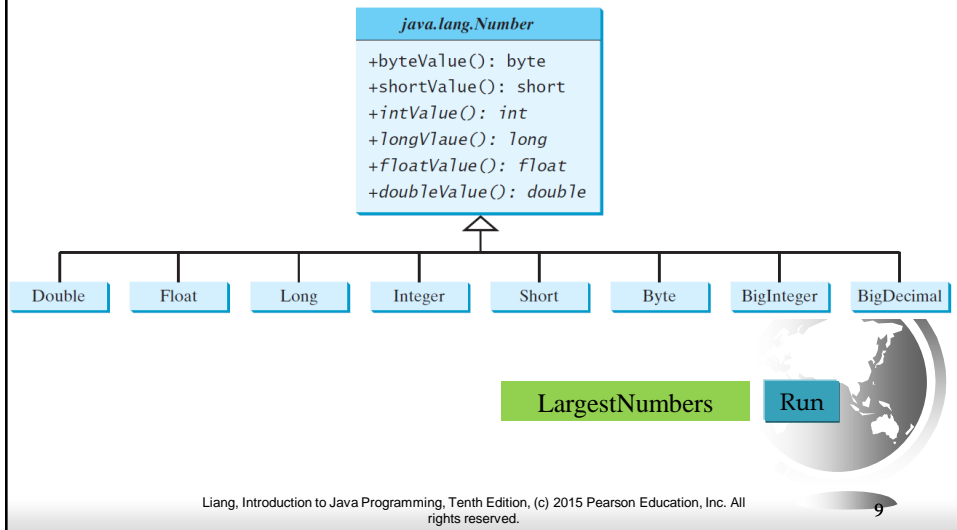 java.lang.Number
+byteValue(): byte
+shortValue(): short
+intValue(): int
+longVlaue(): long
+floatValue(): float
+doubleValue(): double
Double Float Long Integer Short Byte BigInteger BigDecimal
LargestNumbers Run
Liang, Introduction to Java Programming, Tenth Edition, (c) 2015 Pearson Education, Inc. All
rights reserved.
9